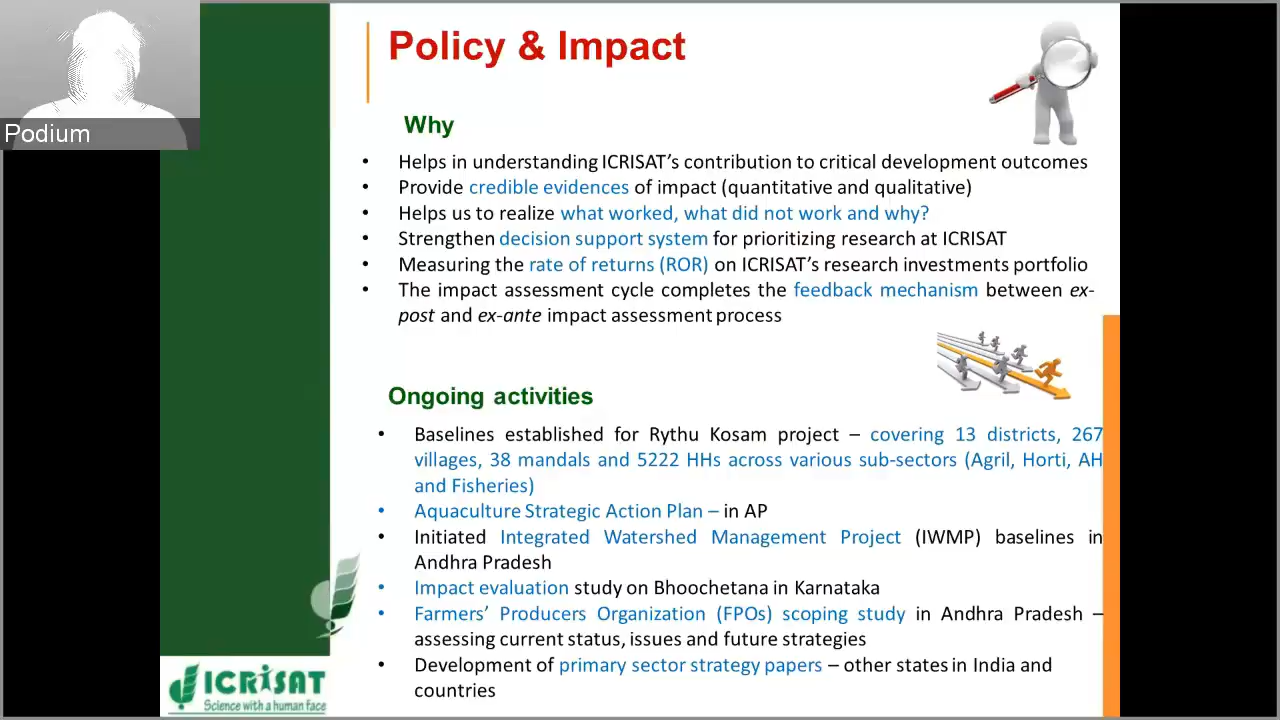 Podium
Policy & Impact
Why
• Helps in understanding ICRISAT's contribution to critical development outcomes
• Provide credible evidences of impact (quantitative and qualitative)
• Helps us to realize what worked, what did not work and why?
• Strengthen decision support system for prioritizing research at ICRISAT
• Measuring the rate of returns (ROR) on ICRISAT's research investments portfolio
• The impact assessment cycle completes the feedback mechanism between ex-
post and ex-ante impact assessment process
Ongoing activities
• Baselines established for Rythu Kosam project – covering 13 districts, 267
villages, 38 mandals and 5222 HHs across various sub-sectors (Agril, Horti, AH
and Fisheries)
• Aquaculture Strategic Action Plan – in AP
• Initiated Integrated Watershed Management Project (IWMP) baselines in
Andhra Pradesh
• Impact evaluation study on Bhoochetana in Karnataka
• Farmers' Producers Organization (FPOs) scoping study in Andhra Pradesh –
assessing current status, issues and future strategies
• Development of primary sector strategy papers – other states in India and
countries
ICRISAT
Science with a human face